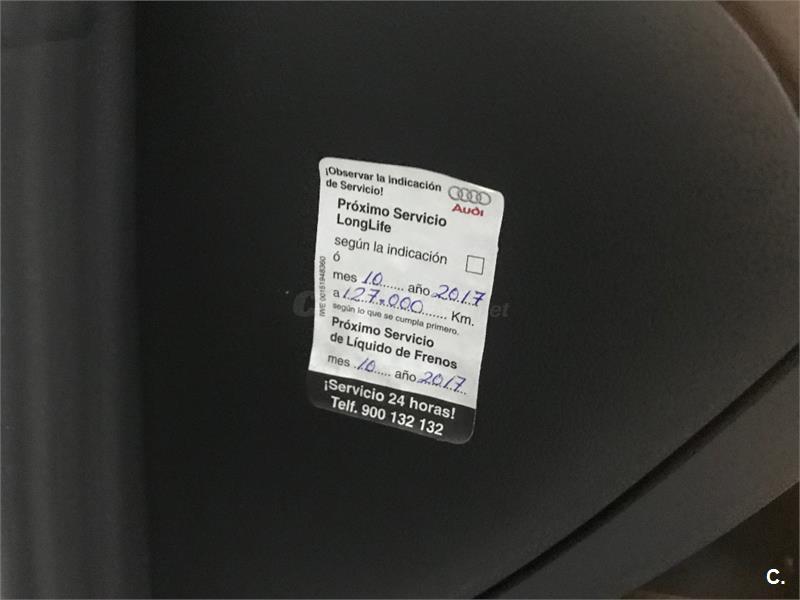 ¡Observar la indicación
de Servicio!
Audi
Próximo Servicio
LongLife
según la indicación
ó
mes 10...... año 2017
a 127.000....... Km.
según lo que se cumpla primero.
Próximo Servicio
de Líquido de Frenos
mes .10..... año .2017..
¡Servicio 24 horas!
Telf. 900 132 132
IWE 00151948360
C.